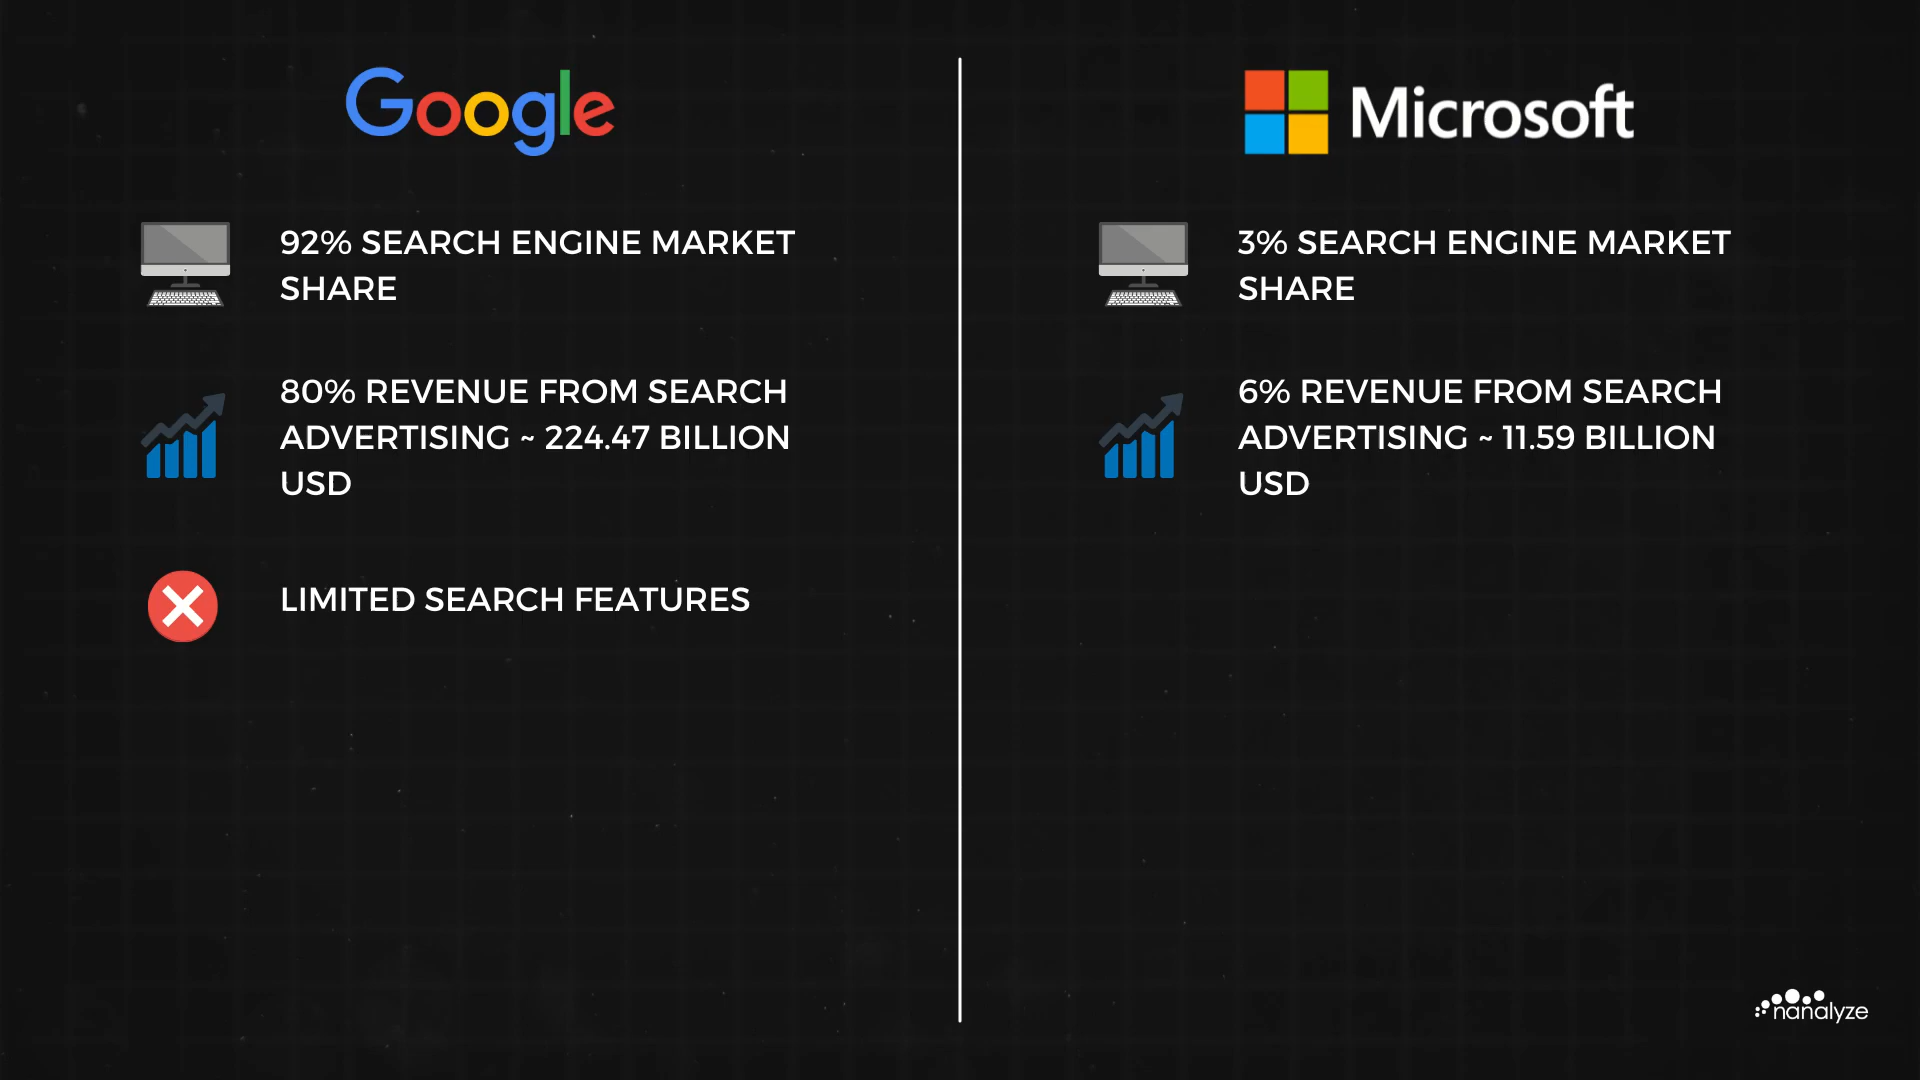 Google
92% SEARCH ENGINE MARKET
SHARE
80% REVENUE FROM SEARCH
ADVERTISING ~ 224.47 BILLION
USD
LIMITED SEARCH FEATURES
Microsoft
3% SEARCH ENGINE MARKET
SHARE
6% REVENUE FROM SEARCH
ADVERTISING ~ 11.59 BILLION
USD
nanalyze